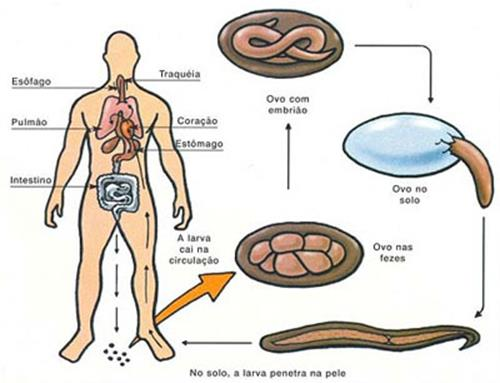 Esôfago
Traquéia
Pulmão
Coração
Estômago
Intestino
A larva
cai na
circulação
Ovo com
embrião
Ovo no
solo
Ovo nas
fezes
No solo, a larva penetra na pele